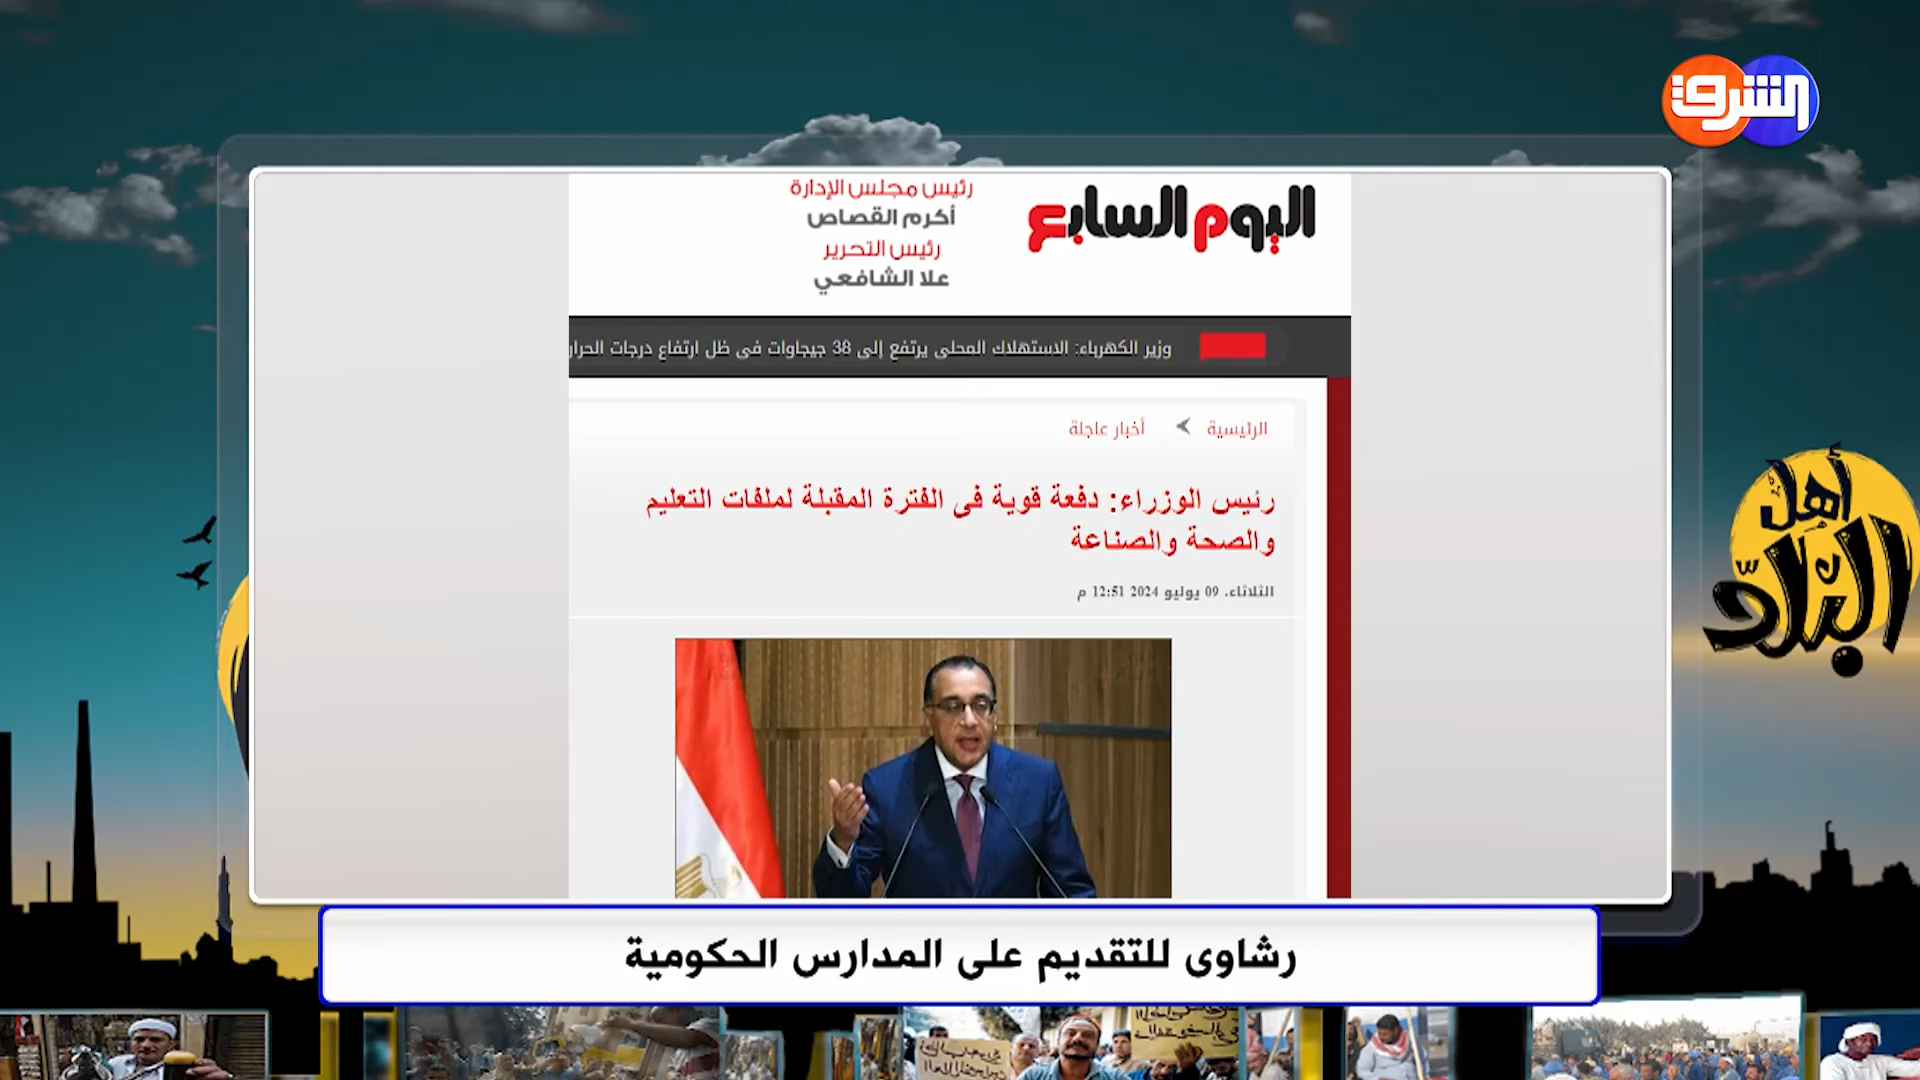 الشرق
رئيس مجلس الإدارة
أكرم القصاص
رئيس التحرير
علا الشافعي
اليوم السابع
وزير الكهرباء: الاستهلاك المحلى يرتفع إلى 38 جيجاوات فى ظل ارتفاع درجات
الرئيسية
أخبار عاجلة
رئيس الوزراء: دفعة قوية فى الفترة المقبلة لملفات التعليم
والصحة والصناعة
الثلاثاء، 09 يوليو 2024 12:51 م
أهل
البلد
رشاوى للتقديم على المدارس الحكومية